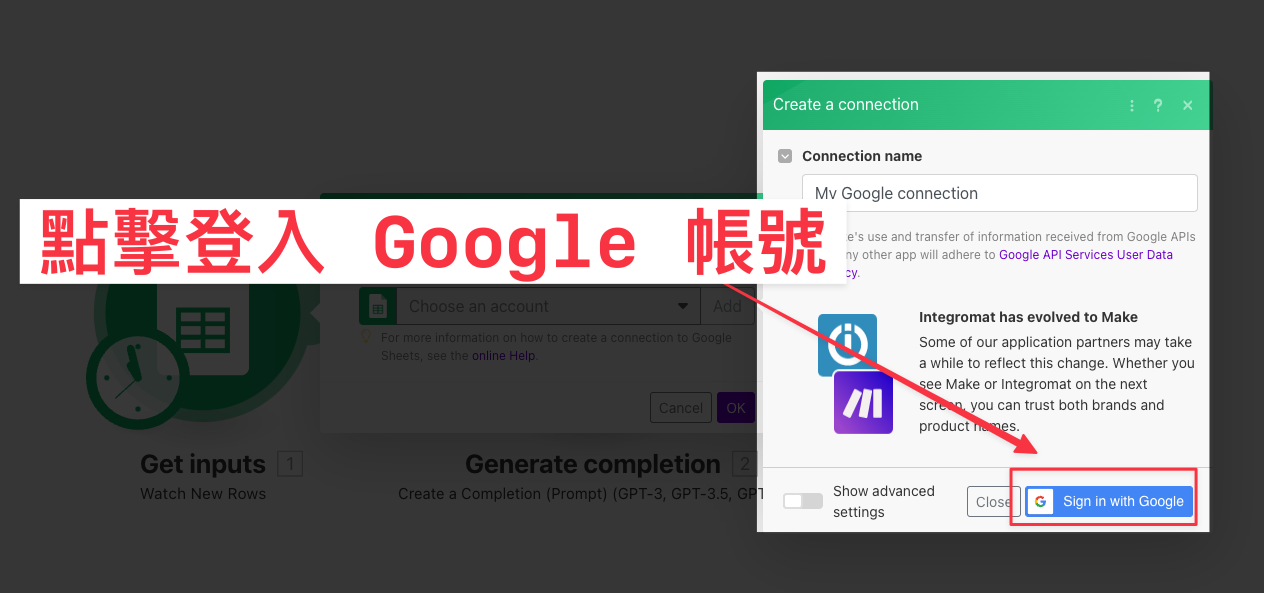 Create a connection
?
Connection name
My Google connection
點擊登入 Google 帳號
e's use and transfer of information received from Google APIs
ny other app will adhere to Google API Services User Data
cy.
Choose an account
Add
For more information on how to create a connection to Google
Sheets, see the online Help.
Cancel
OK
Integromat has evolved to Make
Some of our application partners may take
a while to reflect this change. Whether you
see Make or Integromat on the next
screen, you can trust both brands and
product names.
Get inputs 1
Watch New Rows
Generate completion 2
Create a Completion (Prompt) (GPT-3, GPT-3.5, GPT
Show advanced
settings
Close
G Sign in with Google